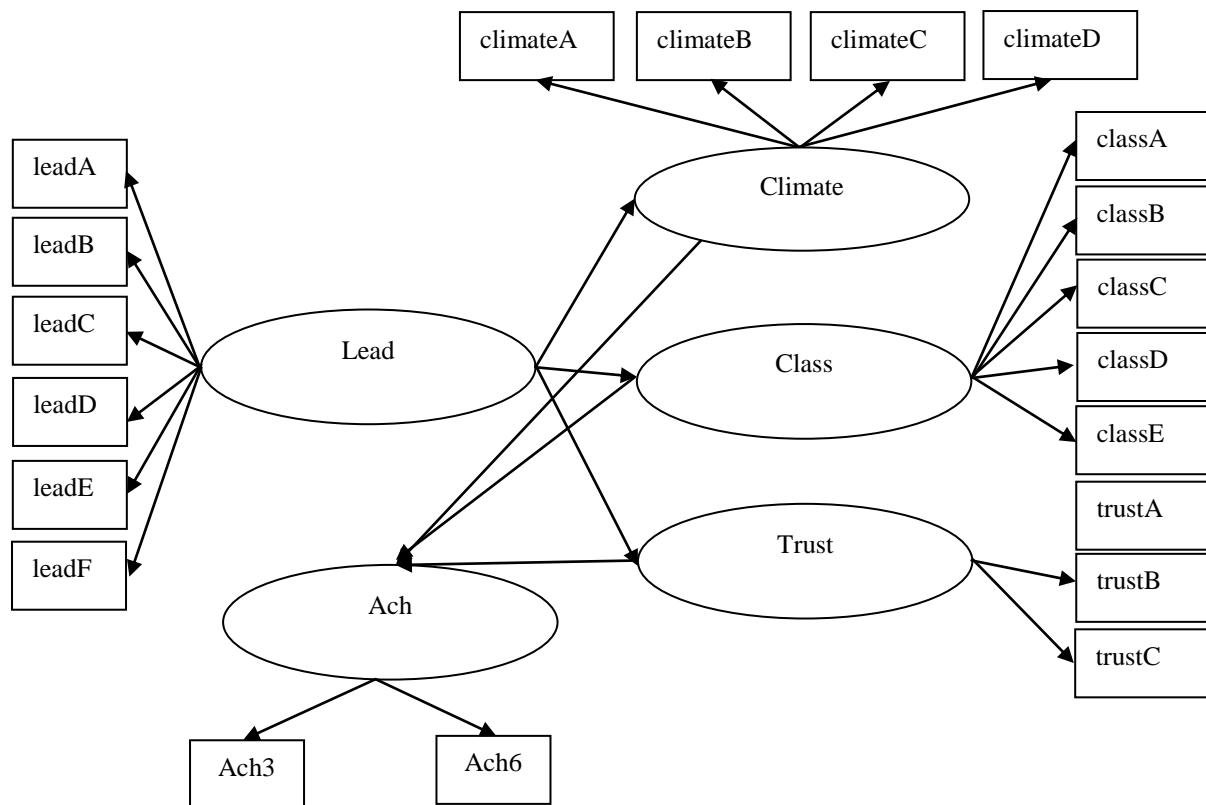 climateA
climateB
climateC
climateD
leadA
leadB
leadC
leadD
leadE
leadF
Lead
Climate
Class
Trust
Ach
classA
classB
classC
classD
classE
trustA
trustB
trustC
Ach3
Ach6